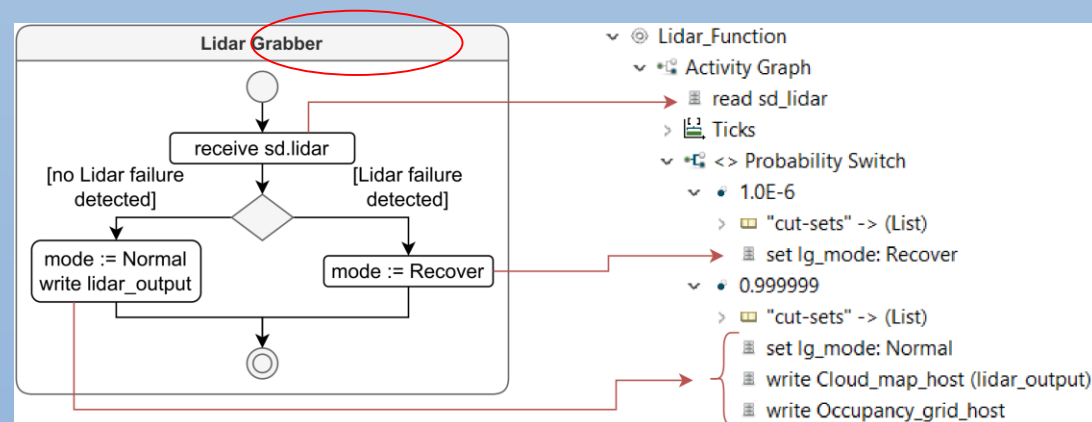 Lidar Grabber
receive sd.lidar
[no Lidar failure
detected]
[Lidar failure
detected]
mode := Normal
write lidar_output
mode := Recover
Lidar_Function
Activity Graph
read sd_lidar
Ticks
<> Probability Switch
1.0E-6
"cut-sets" -> (List)
set lg_mode: Recover
0.999999
"cut-sets" -> (List)
set lg_mode: Normal
write Cloud_map_host (lidar_output)
write Occupancy_grid_host